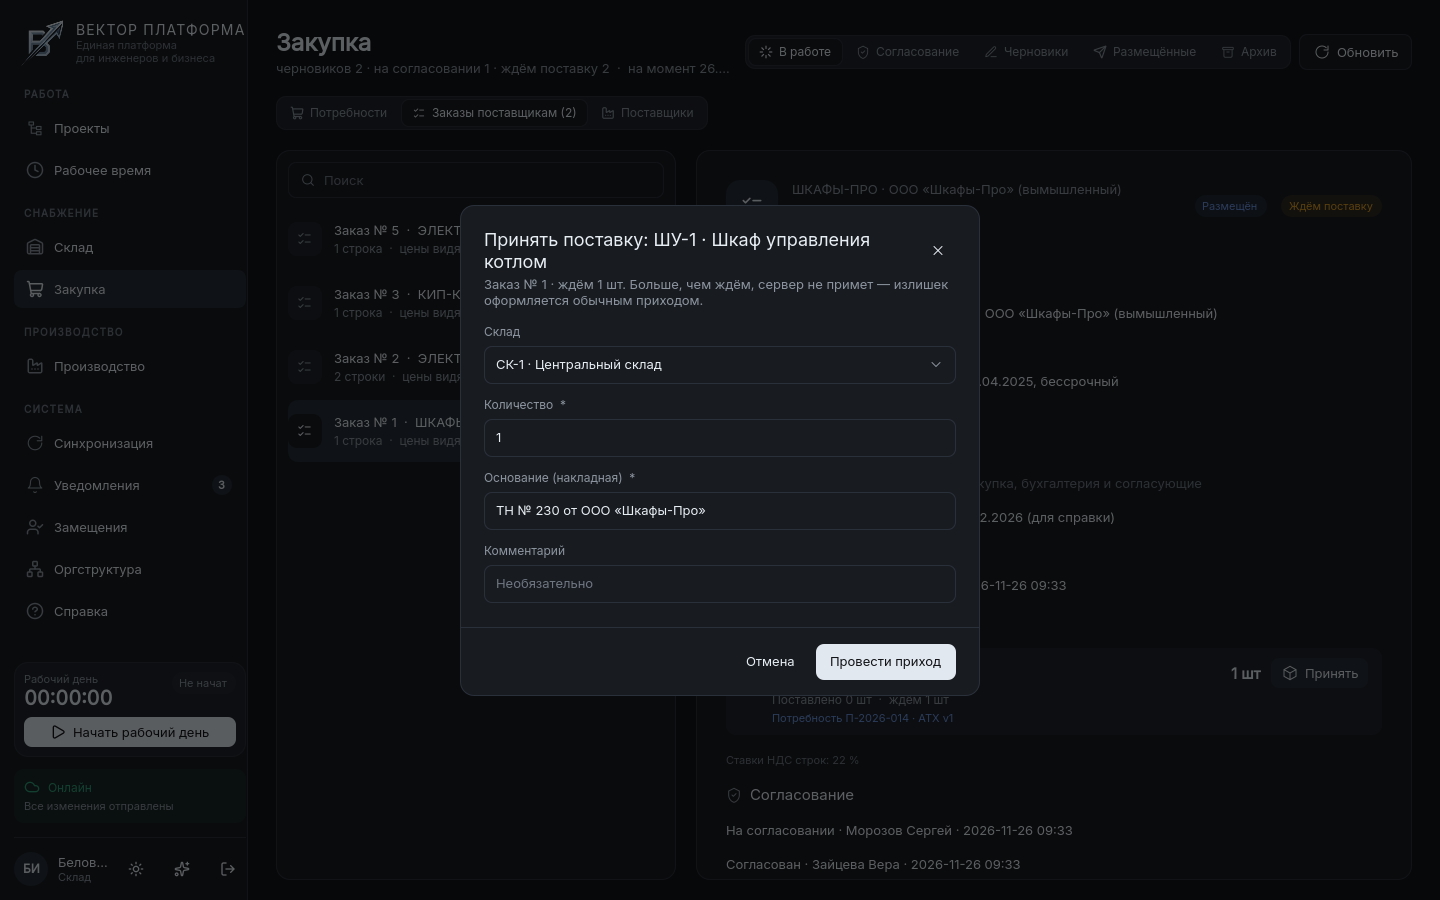 ВЕКТОР ПЛАТФОРМА
Единая платформа
для инженеров и бизнеса
РАБОТА
Проекты
Рабочее время
СНАБЖЕНИЕ
Склад
Закупка
ПРОИЗВОДСТВО
Производство
СИСТЕМА
Синхронизация
Уведомления 3
Замещения
Оргструктура
Справка
Рабочий день
Не начат
00:00:00
Начать рабочий день
Онлайн
Все изменения отправлены
БИ
Белов...
Склад
Закупка
черновиков 2 · на согласовании 1 · ждём поставку 2 · на момент 26....
В работе
Согласование
Черновики
Размещённые
Архив
Обновить
Потребности
Заказы поставщикам (2)
Поставщики
Поиск
Заказ № 5 · ЭЛЕКТ
1 строка · цены видя
Заказ № 3 · КИП-К
1 строка · цены видя
Заказ № 2 · ЭЛЕКТ
2 строки · цены видя
Заказ № 1 · ШКАФЫ
1 строка · цены видя
ШКАФЫ-ПРО · ООО «Шкафы-Про» (вымышленный)
Размещён
Ждём поставку
ООО «Шкафы-Про» (вымышленный)
.04.2025, бессрочный
купка, бухгалтерия и согласующие
2.2026 (для справки)
6-11-26 09:33
1 шт
Принять
Поставлено 0 шт · ждём 1 шт
Потребность П-2026-014 · АТХ v1
Ставки НДС строк: 22 %
Согласование
На согласовании · Морозов Сергей · 2026-11-26 09:33
Согласован · Зайцева Вера · 2026-11-26 09:33
Принять поставку: ШУ-1 · Шкаф управления
котлом
Заказ № 1 · ждём 1 шт. Больше, чем ждём, сервер не примет — излишек
оформляется обычным приходом.
Склад
СК-1 · Центральный склад
Количество *
1
Основание (накладная) *
ТН № 230 от ООО «Шкафы-Про»
Комментарий
Необязательно
Отмена
Провести приход